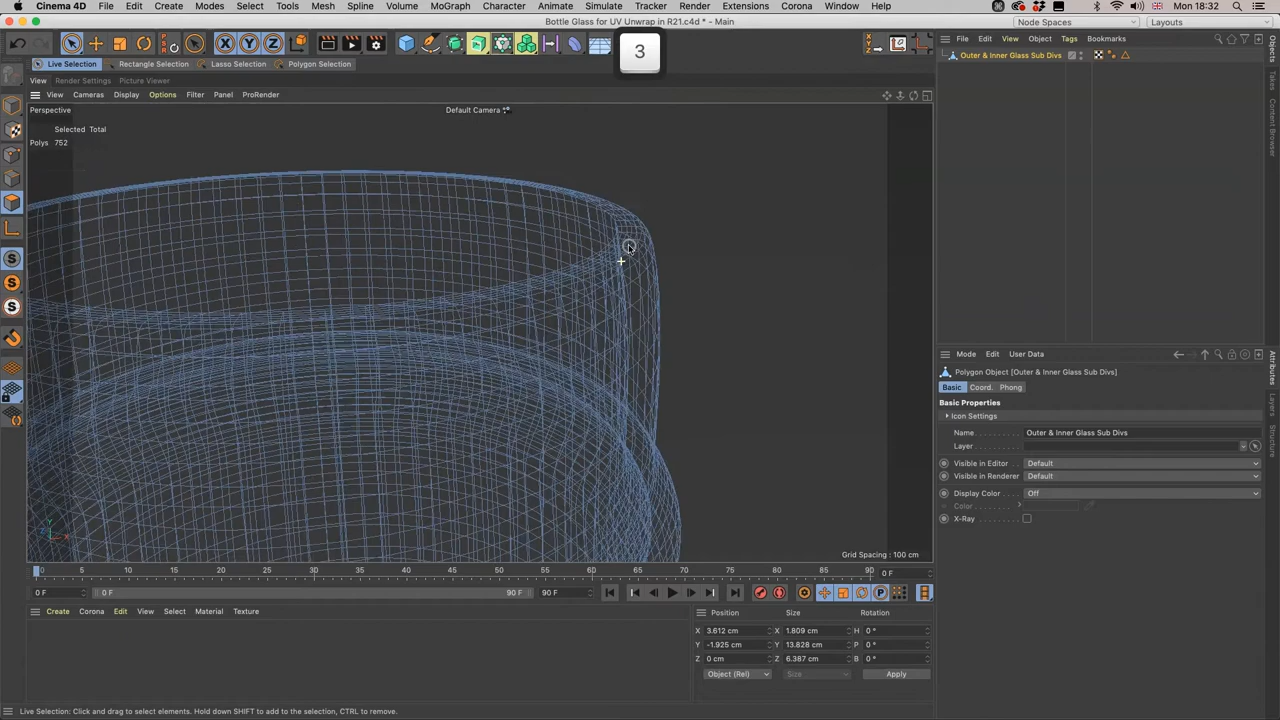 Cinema 4D File Edit Create Modes Select Tools Mesh Spline Volume MoGraph Character Animate Simulate Tracker Render Extensions Corona Window Help Mon 18:32
Bottle Glass for UV Unwrap in R21.c4d * - Main
Node Spaces Layouts
X Y Z
3
File Edit View Object Tags Bookmarks
Live Selection Rectangle Selection Lasso Selection Polygon Selection
Outer & Inner Glass Sub Divs
View Render Settings Picture Viewer
View Cameras Display Options Filter Panel ProRender
Perspective
Default Camera
Selected Total
Polys 752
Objects
Takes
Content Browser
Mode Edit User Data
Polygon Object [Outer & Inner Glass Sub Divs]
Basic Coord. Phong
Basic Properties
Icon Settings
Name Outer & Inner Glass Sub Divs
Layer
Visible in Editor Default
Visible in Renderer Default
Display Color Off
Color
X-Ray
Attributes
Layers
Structure
S
S
S
Y
X
Grid Spacing : 100 cm
0 5 10 15 20 25 30 35 40 45 50 55 60 65 70 75 80 85 90 0 F
0 F 0 F 90 F 90 F P
Create Corona Edit View Select Material Texture
Position Size Rotation
X 3.612 cm X 1.809 cm H 0 °
Y -1.925 cm Y 13.828 cm P 0 °
Z 0 cm Z 6.387 cm B 0 °
Object (Rel) Size Apply
Live Selection: Click and drag to select elements. Hold down SHIFT to add to the selection, CTRL to remove.